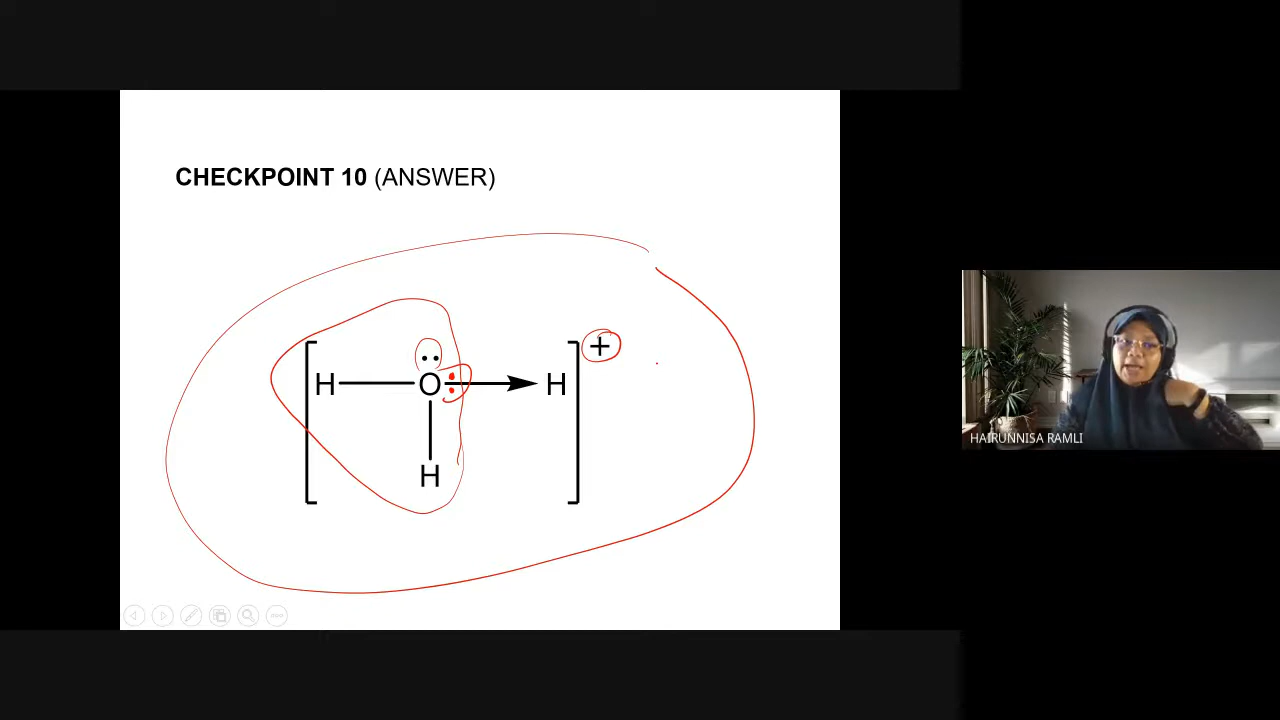 CHECKPOINT 10 (ANSWER)
+
H O H
H
HAIRUNNISA RAMLI